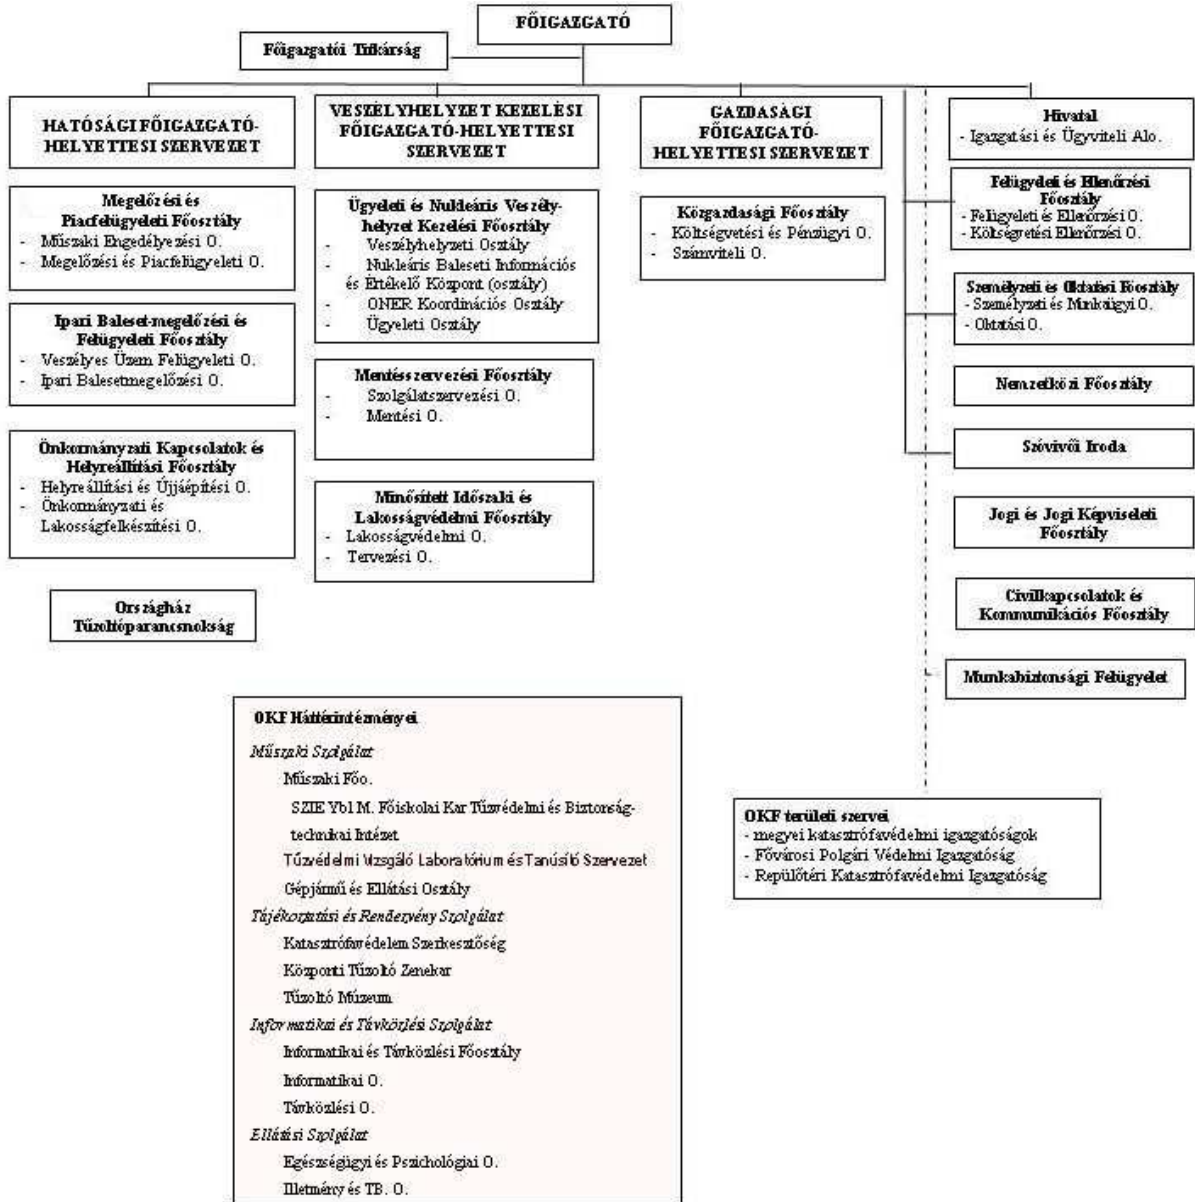 FŐIGAZGATÓ
Főigazgatói Titkárság
HATÓSÁGI FŐIGAZGATÓ-
HELYETTESI SZERVEZET
Megelőzési és
Piacfelügyeleti Főosztály
- Műszaki Engedélyezési O.
- Megelőzési és Piacfelügyeleti O.
Ipari Baleset-megelőzési és
Felügyeleti Főosztály
- Veszélyes Üzem Felügyeleti O.
- Ipari Balesetmegelőzési O.
Önkormányzati Kapcsolatok és
Helyreállítási Főosztály
- Helyreállítási és Újjáépítési O.
- Önkormányzati és
Lakosságfelkészítési O.
Országház
Tűzoltóparancsnokság
VESZÉLYHELYZET KEZELÉSI
FŐIGAZGATÓ-HELYETTESI
SZERVEZET
Ügyeleti és Nukleáris Veszély-
helyzet Kezelési Főosztály
- Veszélyhelyzeti Osztály
- Nukleáris Baleseti Információs
és Értékelő Központ (osztály)
- ONER Koordinációs Osztály
- Ügyeleti Osztály
Mentésszervezési Főosztály
- Szolgálatszervezési O.
- Mentési O.
Minősített Időszaki és
Lakosságvédelmi Főosztály
- Lakosságvédelmi O.
- Tervezési O.
GAZDASÁGI
FŐIGAZGATÓ-
HELYETTESI SZERVEZET
Közgazdasági Főosztály
- Költségvetési és Pénzügyi O.
- Számviteli O.
Hivatal
- Igazgatási és Ügyviteli Alo.
Felügyeleti és Ellenőrzési
Főosztály
- Felügyeleti és Ellenőrzési O.
- Költségvetési Ellenőrzési O.
Személyzeti és Oktatási Főosztály
- Személyzeti és Munkaügyi O.
- Oktatási O.
Nemzetközi Főosztály
Szóvivői Iroda
Jogi és Jogi Képviseleti
Főosztály
Civilkapcsolatok és
Kommunikációs Főosztály
Munkabiztonsági Felügyelet
OKF Háttérintézményei
Műszaki Szolgálat
Műszaki Főo.
SZIE Ybl M. Főiskolai Kar Tűzvédelmi és Biztonság-
technikai Intézet
Tűzvédelmi Vizsgáló Laboratórium és Tanúsító Szervezet
Gépjármű és Ellátási Osztály
Tájékoztatási és Rendezvény Szolgálat
Katasztrófavédelem Szerkesztőség
Központi Tűzoltó Zenekar
Tűzoltó Múzeum
Informatikai és Távközlési Szolgálat
Informatikai és Távközlési Főosztály
Informatikai O.
Távközlési O.
Ellátási Szolgálat
Egészségügyi és Pszichológiai O.
Illetmény és TB. O.
OKF területi szervei
- megyei katasztrófavédelmi igazgatóságok
- Fővárosi Polgári Védelmi Igazgatóság
- Repülőtéri Katasztrófavédelmi Igazgatóság